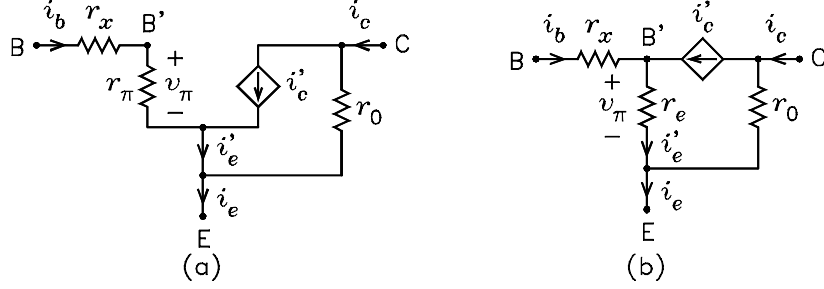 i_b r_x B' i_c
B + C
r_π v_π i'_c r_0
−
i'_e
i_e
E
(a)
i_b r_x i'_c i_c
B B' C
+
v_π r_e r_0
−
i'_e
i_e
E
(b)